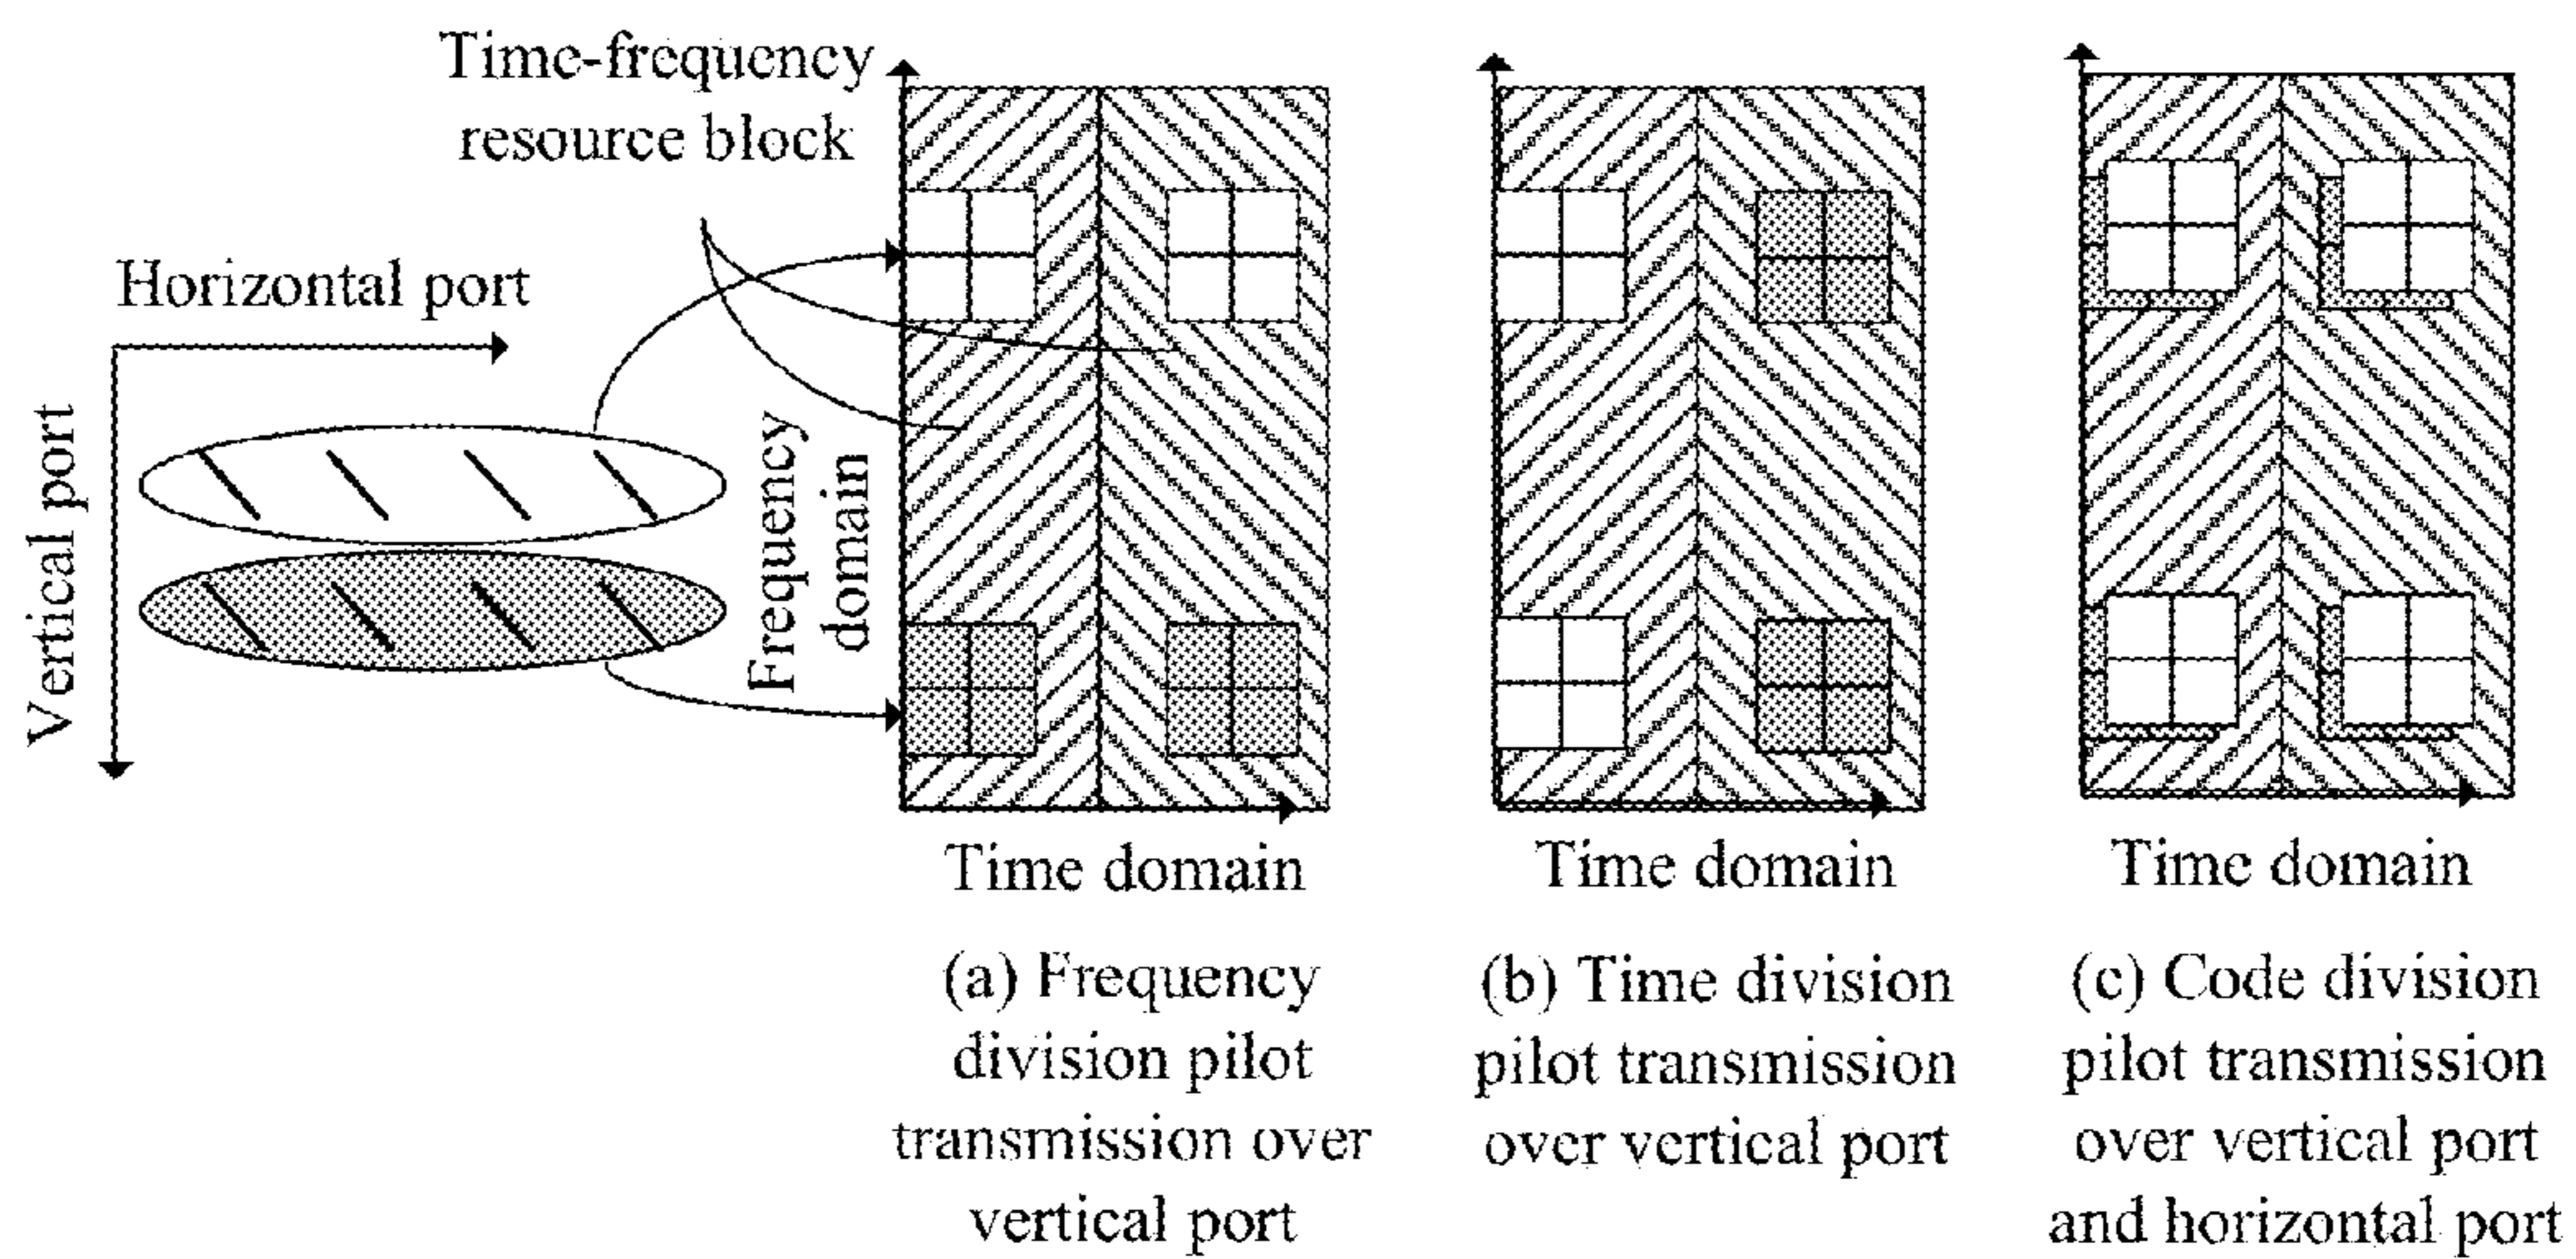 Time-frequency
resource block
Horizontal port
Vertical port
Frequency
domain
Time domain
Time domain
Time domain
(a) Frequency
division pilot
transmission over
vertical port
(b) Time division
pilot transmission
over vertical port
(c) Code division
pilot transmission
over vertical port
and horizontal port